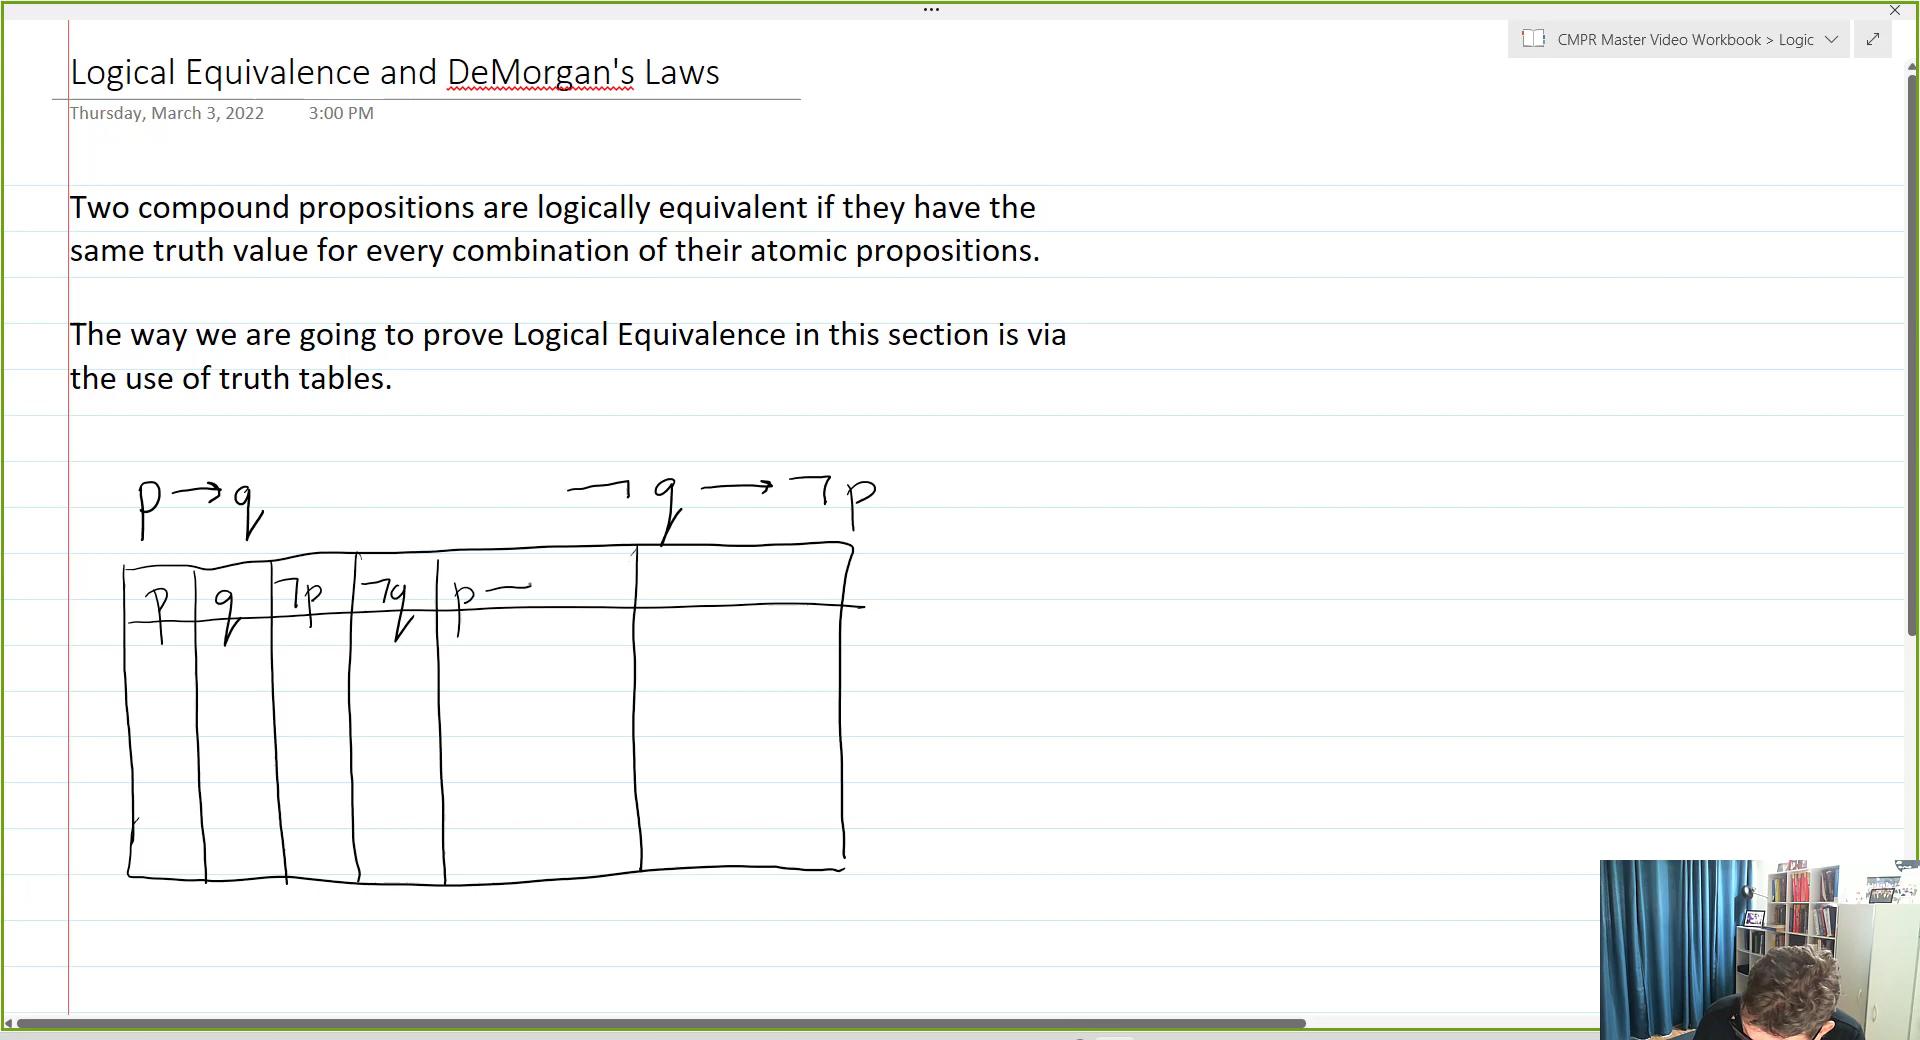 CMPR Master Video Workbook > Logic
Logical Equivalence and DeMorgan's Laws
Thursday, March 3, 2022 3:00 PM
Two compound propositions are logically equivalent if they have the
same truth value for every combination of their atomic propositions.
The way we are going to prove Logical Equivalence in this section is via
the use of truth tables.
p → q ¬ q → ¬ p
p q ¬p ¬q p —